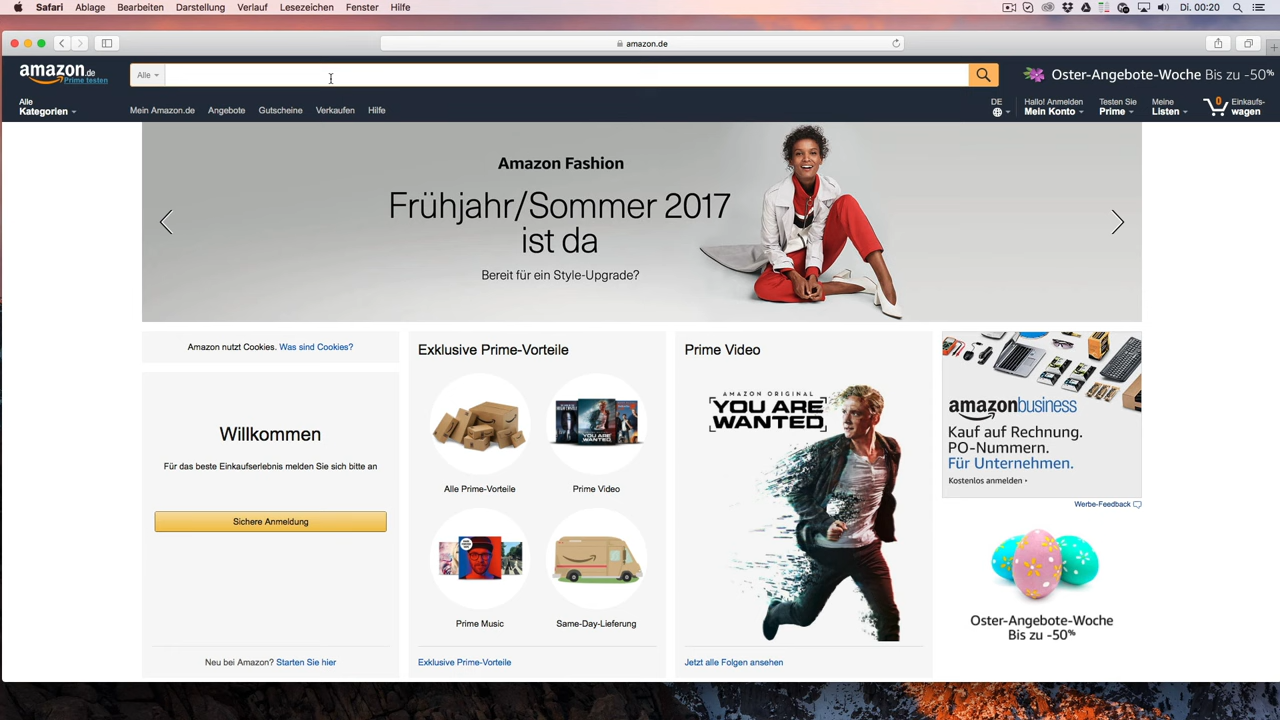 Safari Ablage Bearbeiten Darstellung Verlauf Lesezeichen Fenster Hilfe Di. 00:20
amazon.de
amazon.de
Prime testen
Alle
Oster-Angebote-Woche Bis zu -50%
Alle
Kategorien
Mein Amazon.de Angebote Gutscheine Verkaufen Hilfe
DE
Hallo! Anmelden
Mein Konto
Testen Sie
Prime
Meine
Listen
0
Einkaufs-
wagen
Amazon Fashion
Frühjahr/Sommer 2017
ist da
Bereit für ein Style-Upgrade?
Amazon nutzt Cookies. Was sind Cookies?
Willkommen
Für das beste Einkaufserlebnis melden Sie sich bitte an
Sichere Anmeldung
Neu bei Amazon? Starten Sie hier
Exklusive Prime-Vorteile
YOU ARE
WANTED
Alle Prime-Vorteile
Prime Video
Prime Music
Same-Day-Lieferung
Exklusive Prime-Vorteile
Prime Video
AMAZON ORIGINAL
YOU ARE
WANTED
Jetzt alle Folgen ansehen
amazonbusiness
Kauf auf Rechnung.
PO-Nummern.
Für Unternehmen.
Kostenlos anmelden
Werbe-Feedback
Oster-Angebote-Woche
Bis zu -50%